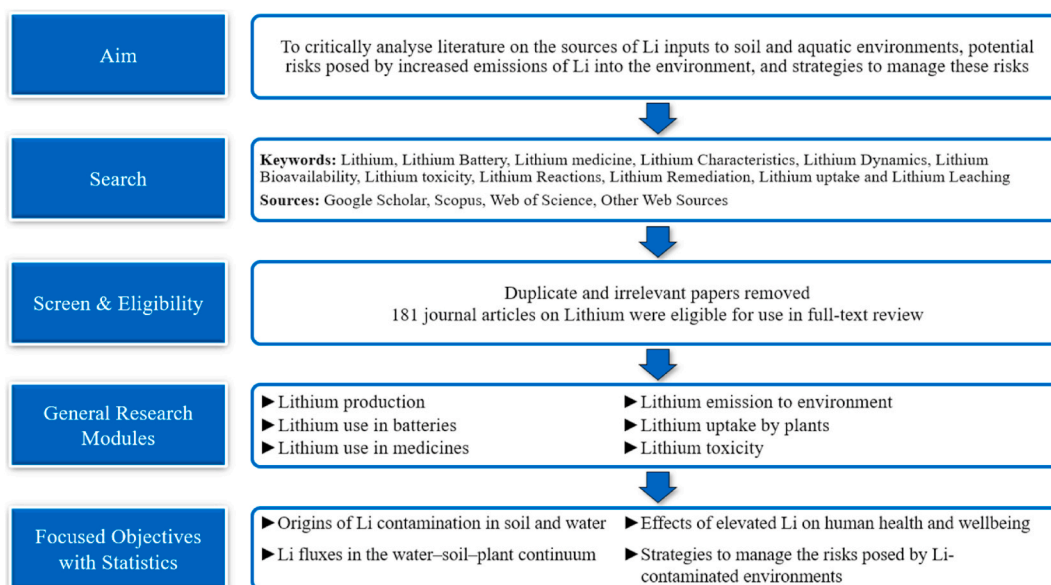 Aim
To critically analyse literature on the sources of Li inputs to soil and aquatic environments, potential
risks posed by increased emissions of Li into the environment, and strategies to manage these risks
Search
Keywords: Lithium, Lithium Battery, Lithium medicine, Lithium Characteristics, Lithium Dynamics, Lithium
Bioavailability, Lithium toxicity, Lithium Reactions, Lithium Remediation, Lithium uptake and Lithium Leaching
Sources: Google Scholar, Scopus, Web of Science, Other Web Sources
Screen & Eligibility
Duplicate and irrelevant papers removed
181 journal articles on Lithium were eligible for use in full-text review
General Research
Modules
►Lithium production
►Lithium use in batteries
►Lithium use in medicines
►Lithium emission to environment
►Lithium uptake by plants
►Lithium toxicity
Focused Objectives
with Statistics
►Origins of Li contamination in soil and water
►Li fluxes in the water–soil–plant continuum
►Effects of elevated Li on human health and wellbeing
►Strategies to manage the risks posed by Li-
contaminated environments